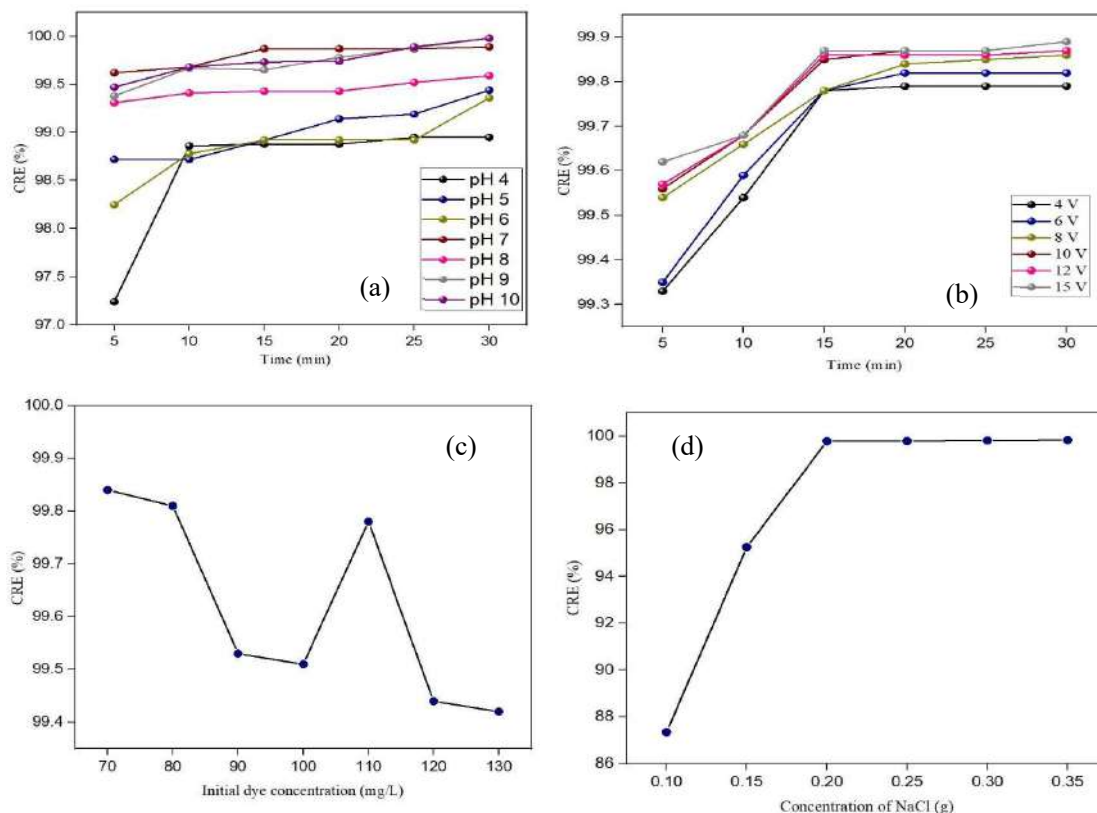 100.0
99.5
99.0
98.5
98.0
97.5
97.0
CRE (%)
(a)
pH 4
pH 5
pH 6
pH 7
pH 8
pH 9
pH 10
5 10 15 20 25 30
Time (min)
99.9
99.8
99.7
99.6
99.5
99.4
99.3
CRE (%)
(b)
4 V
6 V
8 V
10 V
12 V
15 V
5 10 15 20 25 30
Time (min)
100.0
99.9
99.8
99.7
99.6
99.5
99.4
CRE (%)
(c)
70 80 90 100 110 120 130
Initial dye concentration (mg/L)
100
98
96
94
92
90
88
86
CRE (%)
(d)
0.10 0.15 0.20 0.25 0.30 0.35
Concentration of NaCl (g)